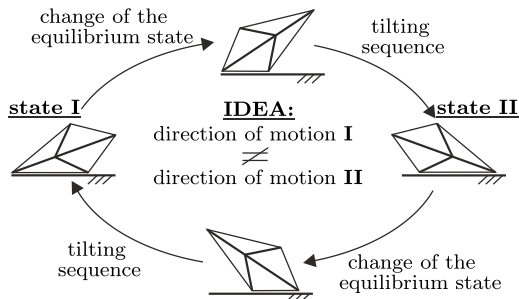 change of the
equilibrium state
tilting
sequence
state I
IDEA:
direction of motion I
≠
direction of motion II
state II
tilting
sequence
change of the
equilibrium state